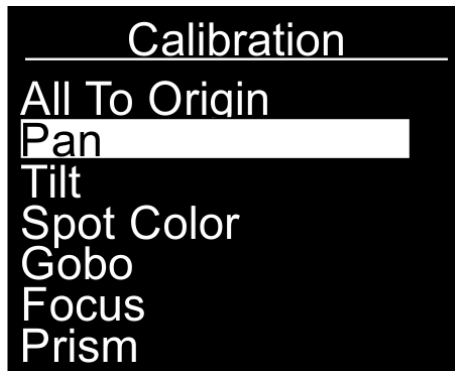 Calibration
All To Origin
Pan
Tilt
Spot Color
Gobo
Focus
Prism